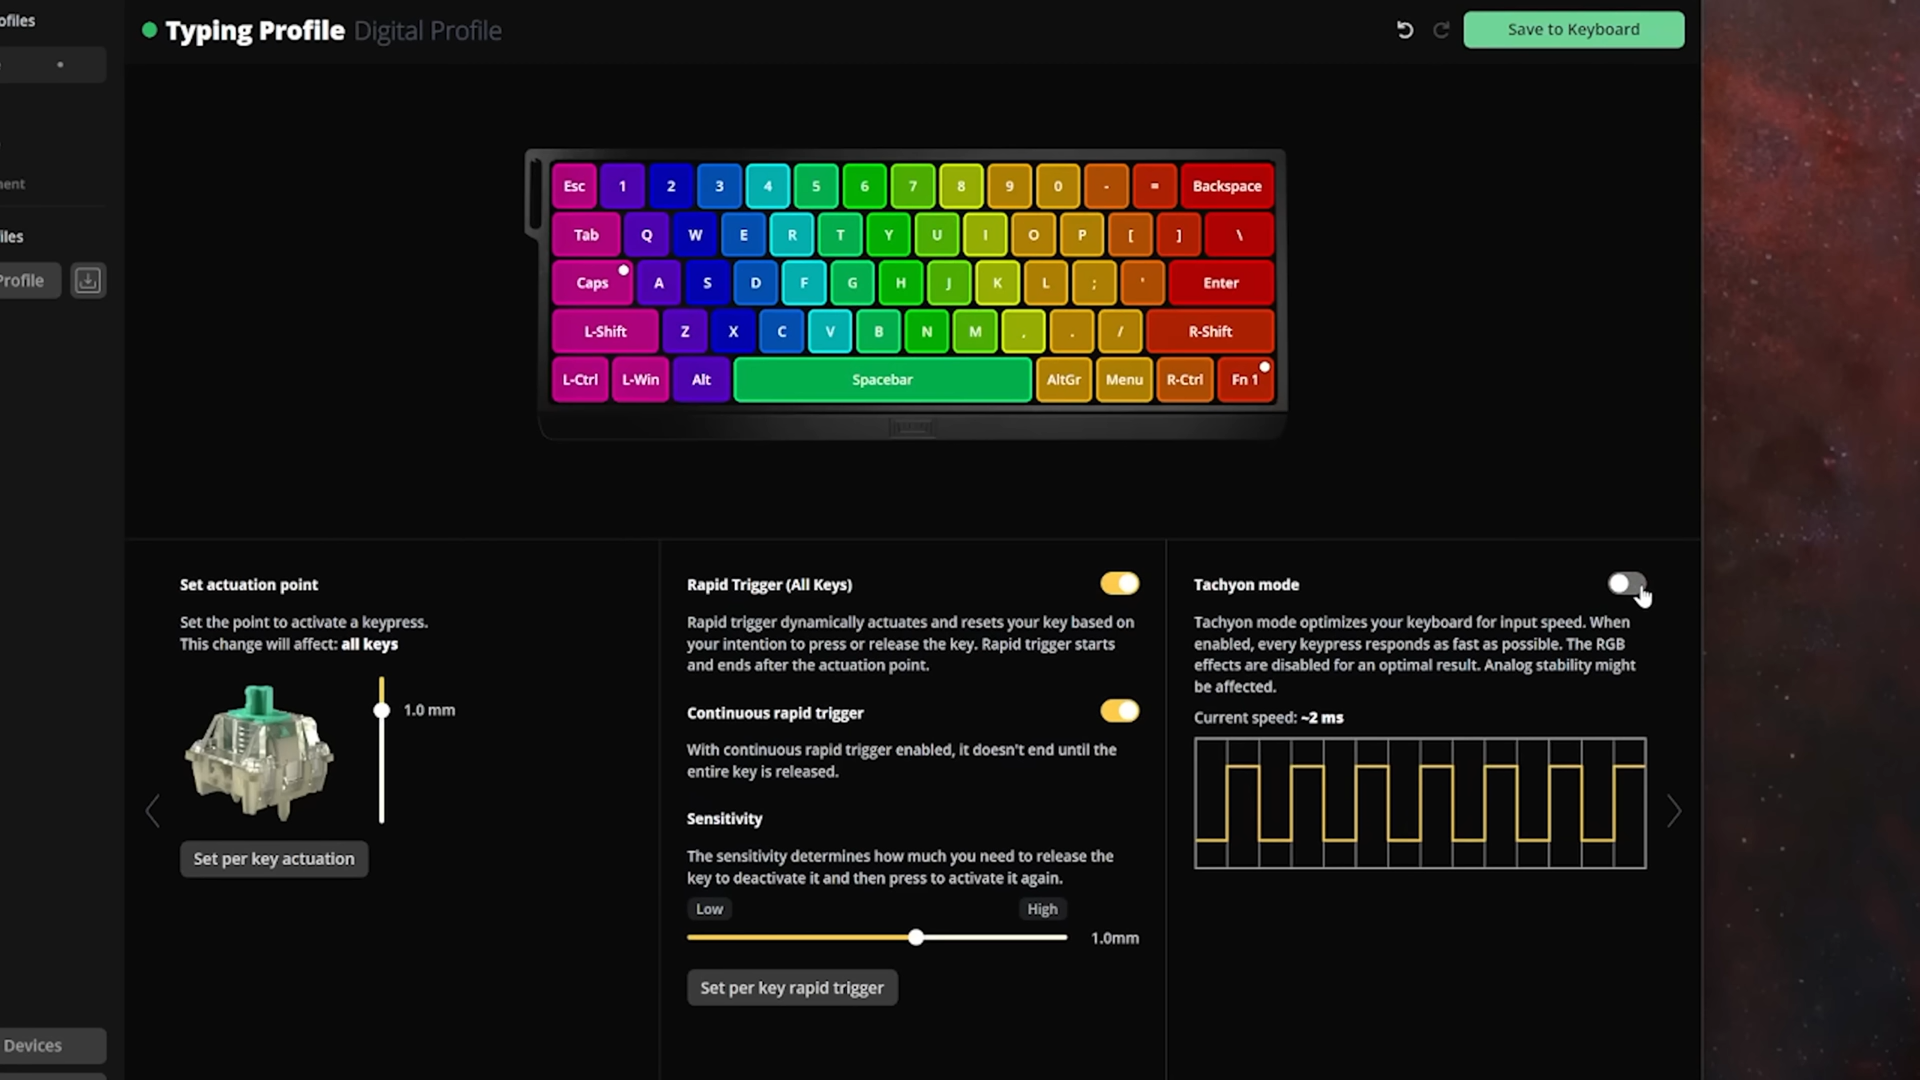 ofiles
Typing Profile Digital Profile
Save to Keyboard
Esc 1 2 3 4 5 6 7 8 9 0 - = Backspace
Tab Q W E R T Y U I O P [ ] \
Caps A S D F G H J K L ; ' Enter
L-Shift Z X C V B N M , . / R-Shift
L-Ctrl L-Win Alt Spacebar AltGr Menu R-Ctrl Fn 1
nent
iles
Profile
Devices
Set actuation point
Set the point to activate a keypress.
This change will affect: all keys
1.0 mm
Set per key actuation
Rapid Trigger (All Keys)
Rapid trigger dynamically actuates and resets your key based on
your intention to press or release the key. Rapid trigger starts
and ends after the actuation point.
Continuous rapid trigger
With continuous rapid trigger enabled, it doesn't end until the
entire key is released.
Sensitivity
The sensitivity determines how much you need to release the
key to deactivate it and then press to activate it again.
Low High
1.0mm
Set per key rapid trigger
Tachyon mode
Tachyon mode optimizes your keyboard for input speed. When
enabled, every keypress responds as fast as possible. The RGB
effects are disabled for an optimal result. Analog stability might
be affected.
Current speed: ~2 ms